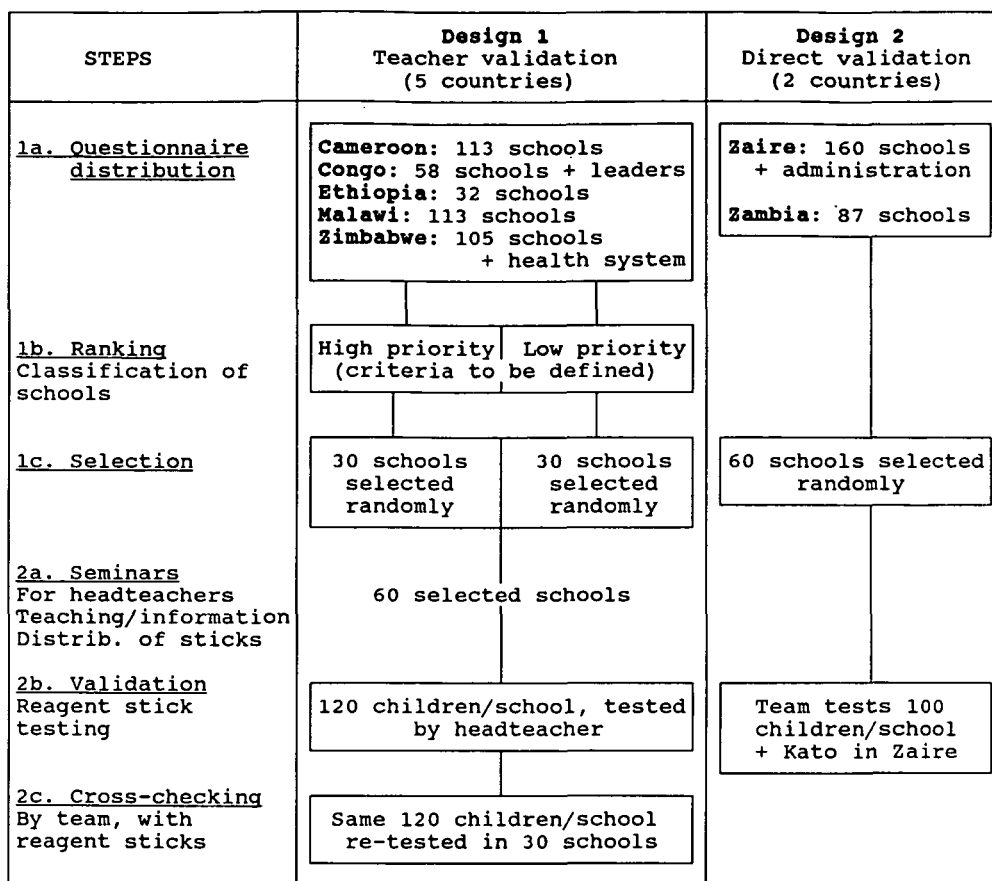 STEPS
Design 1
Teacher validation
(5 countries)
Design 2
Direct validation
(2 countries)
1a. Questionnaire
distribution
Cameroon: 113 schools
Congo: 58 schools + leaders
Ethiopia: 32 schools
Malawi: 113 schools
Zimbabwe: 105 schools
+ health system
Zaire: 160 schools
+ administration
Zambia: 87 schools
1b. Ranking
Classification of
schools
High priority Low priority
(criteria to be defined)
1c. Selection
30 schools
selected
randomly
30 schools
selected
randomly
60 schools selected
randomly
2a. Seminars
For headteachers
Teaching/information
Distrib. of sticks
60 selected schools
2b. Validation
Reagent stick
testing
120 children/school, tested
by headteacher
Team tests 100
children/school
+ Kato in Zaire
2c. Cross-checking
By team, with
reagent sticks
Same 120 children/school
re-tested in 30 schools